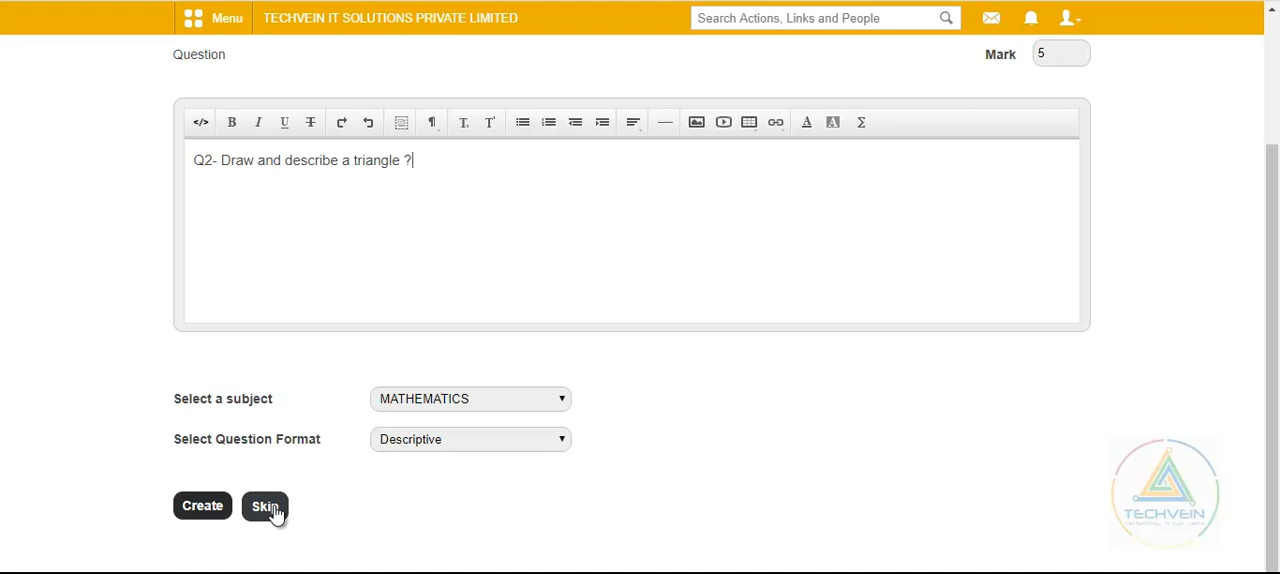 Menu TECHVEIN IT SOLUTIONS PRIVATE LIMITED Search Actions, Links and People
Question Mark 5
Q2- Draw and describe a triangle ?
Select a subject MATHEMATICS
Select Question Format Descriptive
Create Skip
TECHVEIN